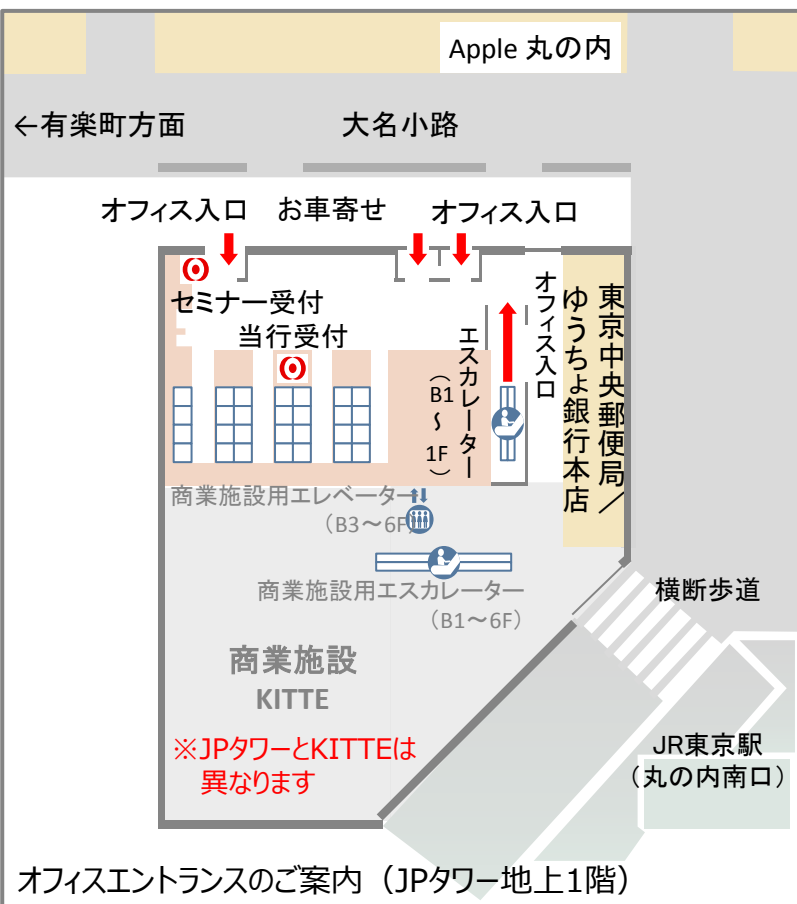 Apple 丸の内
←有楽町方面
大名小路
オフィス入口
お車寄せ
オフィス入口
セミナー受付
当行受付
エスカレーター
（B1～1F）
オフィス入口
東京中央郵便局／
ゆうちょ銀行本店
商業施設用エレベーター
（B3～6F）
商業施設用エスカレーター
（B1～6F）
横断歩道
商業施設
KITTE
※JPタワーとKITTEは
異なります
JR東京駅
（丸の内南口）
オフィスエントランスのご案内（JPタワー地上1階）